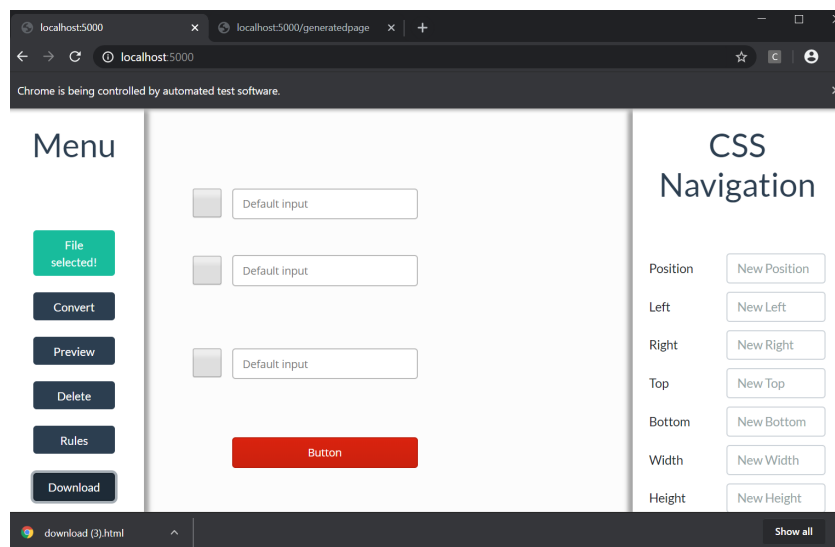 localhost:5000
localhost:5000/generatedpage
localhost:5000
C
Chrome is being controlled by automated test software.
Menu
File
selected!
Convert
Preview
Delete
Rules
Download
Default input
Default input
Default input
Button
CSS
Navigation
Position New Position
Left New Left
Right New Right
Top New Top
Bottom New Bottom
Width New Width
Height New Height
download (3).html
Show all